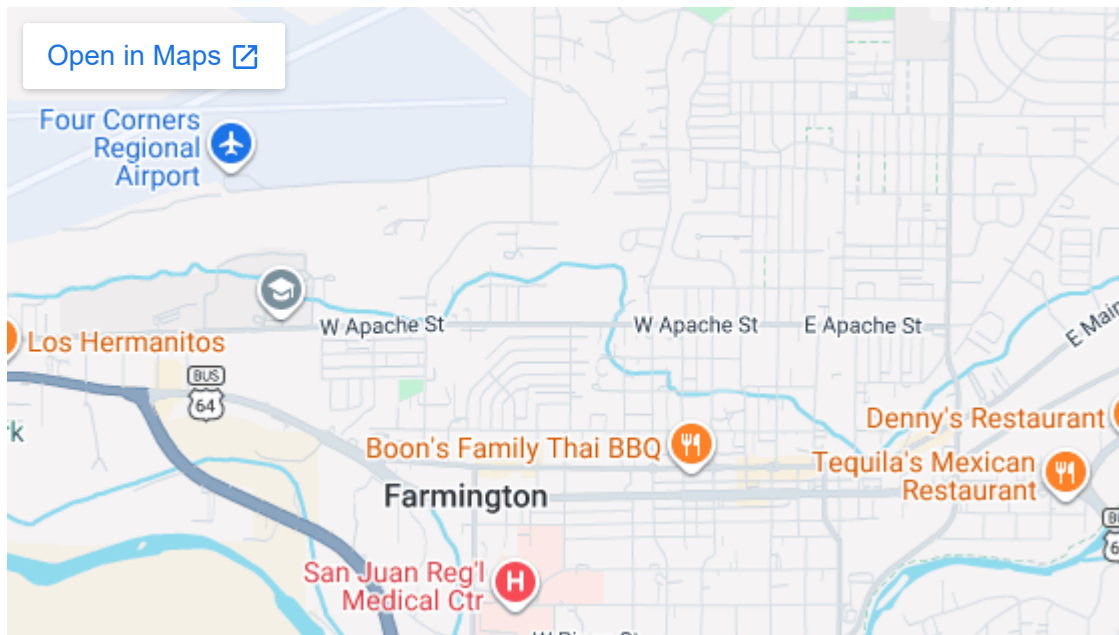 Open in Maps
Four Corners
Regional
Airport
W Apache St
W Apache St
E Apache St
E Main
Los Hermanitos
BUS
64
rk
Denny's Restaurant
Boon's Family Thai BBQ
Tequila's Mexican
Restaurant
Farmington
San Juan Reg'l
Medical Ctr
H